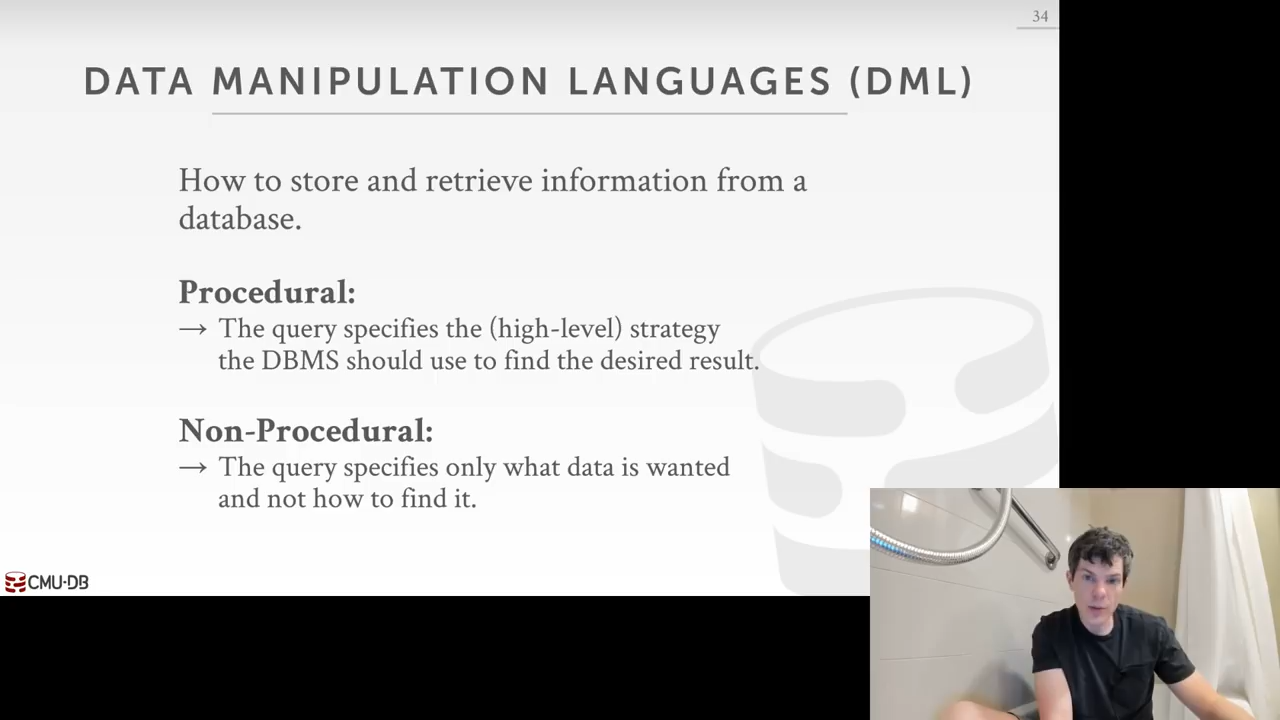 34
DATA MANIPULATION LANGUAGES (DML)
How to store and retrieve information from a
database.
Procedural:
→ The query specifies the (high-level) strategy
the DBMS should use to find the desired result.
Non-Procedural:
→ The query specifies only what data is wanted
and not how to find it.
CMU·DB